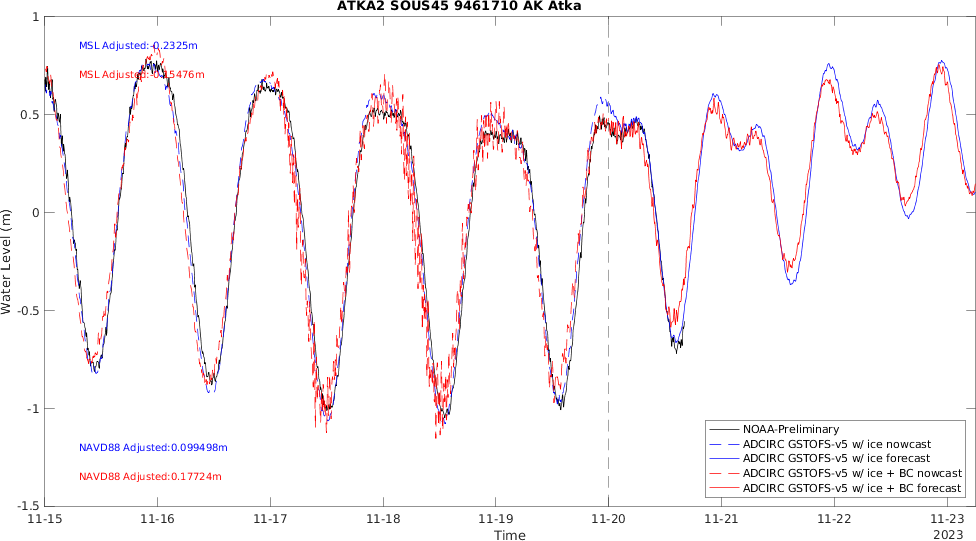 ATKA2 SOUS45 9461710 AK Atka
MSL Adjusted:-0.2325m
MSL Adjusted:-0.15476m
NAVD88 Adjusted:0.099498m
NAVD88 Adjusted:0.17724m
Water Level (m)
1
0.5
0
-0.5
-1
-1.5
NOAA-Preliminary
ADCIRC GSTOFS-v5 w/ ice nowcast
ADCIRC GSTOFS-v5 w/ ice forecast
ADCIRC GSTOFS-v5 w/ ice + BC nowcast
ADCIRC GSTOFS-v5 w/ ice + BC forecast
11-15 11-16 11-17 11-18 11-19 11-20 11-21 11-22 11-23
Time 2023